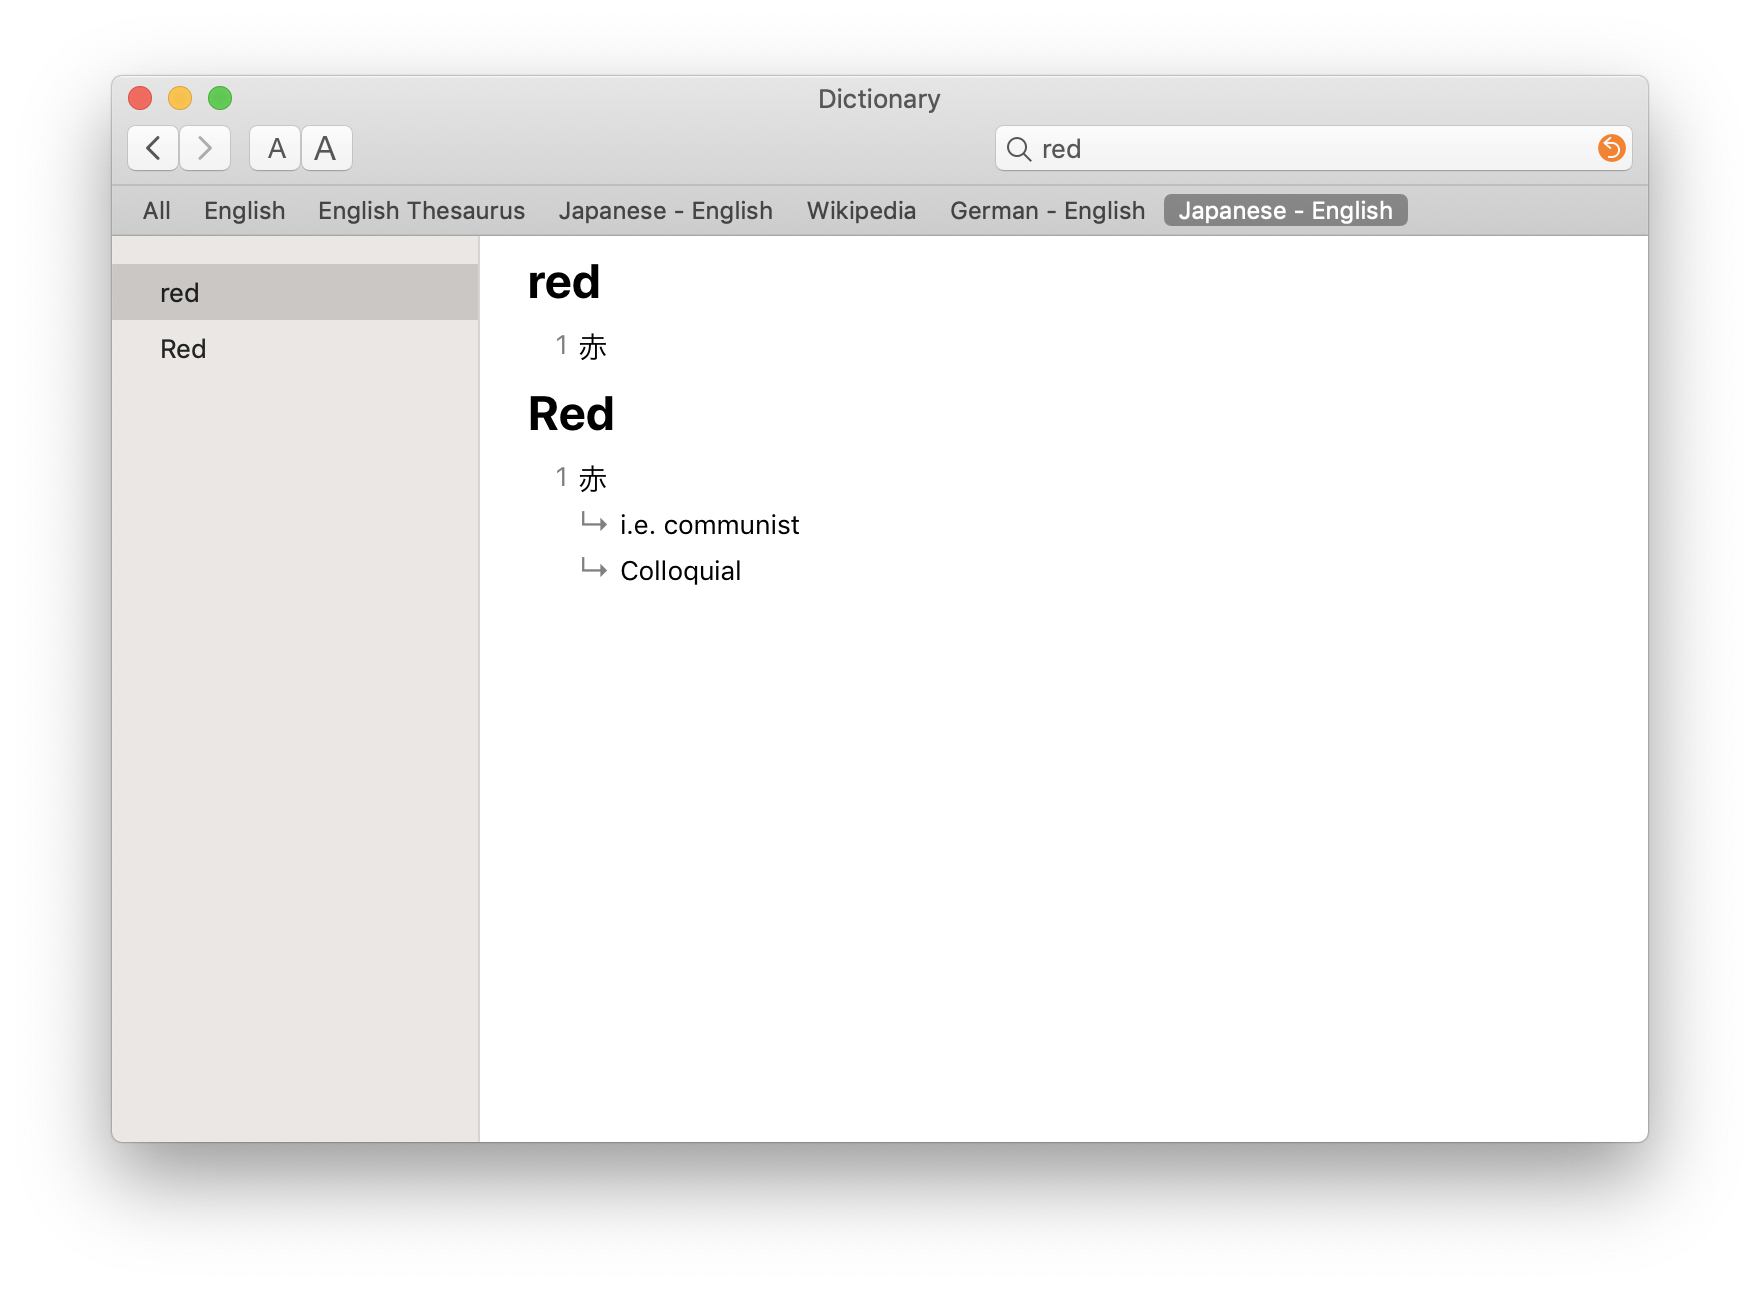 Dictionary
A A red
All English English Thesaurus Japanese - English Wikipedia German - English Japanese - English
red
Red
red
1 赤
Red
1 赤
i.e. communist
Colloquial